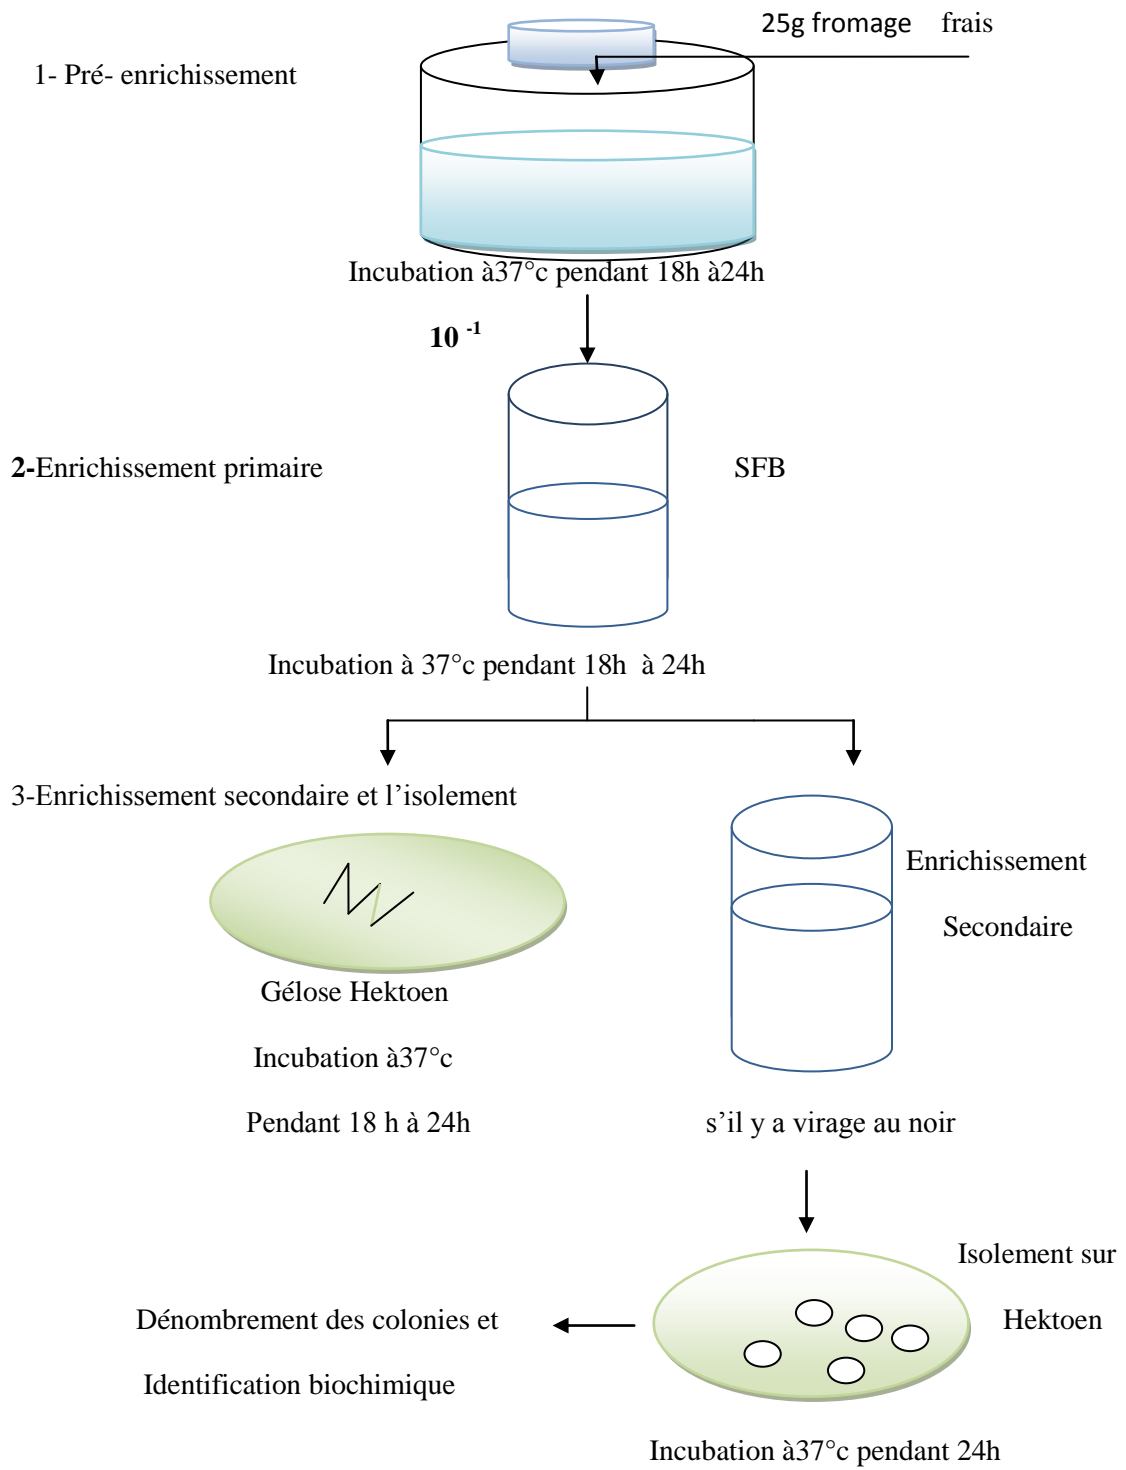 25g fromage frais
1- Pré- enrichissement
Incubation à37°c pendant 18h à24h
10 -1
2-Enrichissement primaire
SFB
Incubation à 37°c pendant 18h à 24h
3-Enrichissement secondaire et l’isolement
Enrichissement
Secondaire
Gélose Hektoen
Incubation à37°c
Pendant 18 h à 24h
s’il y a virage au noir
Isolement sur
Hektoen
Dénombrement des colonies et
Identification biochimique
Incubation à37°c pendant 24h